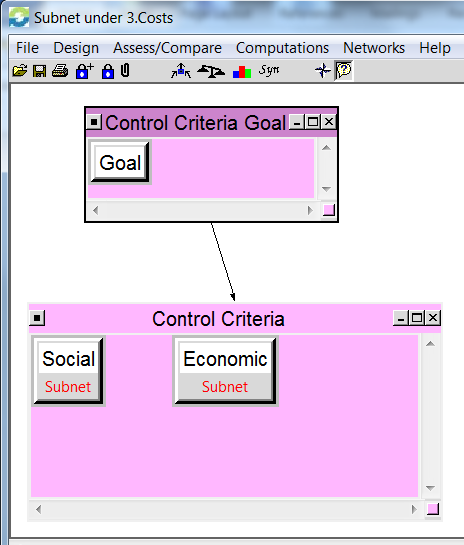 Subnet under 3.Costs
File Design Assess/Compare Computations Networks Help
Syn
Control Criteria Goal
Goal
Control Criteria
Social Economic
Subnet Subnet